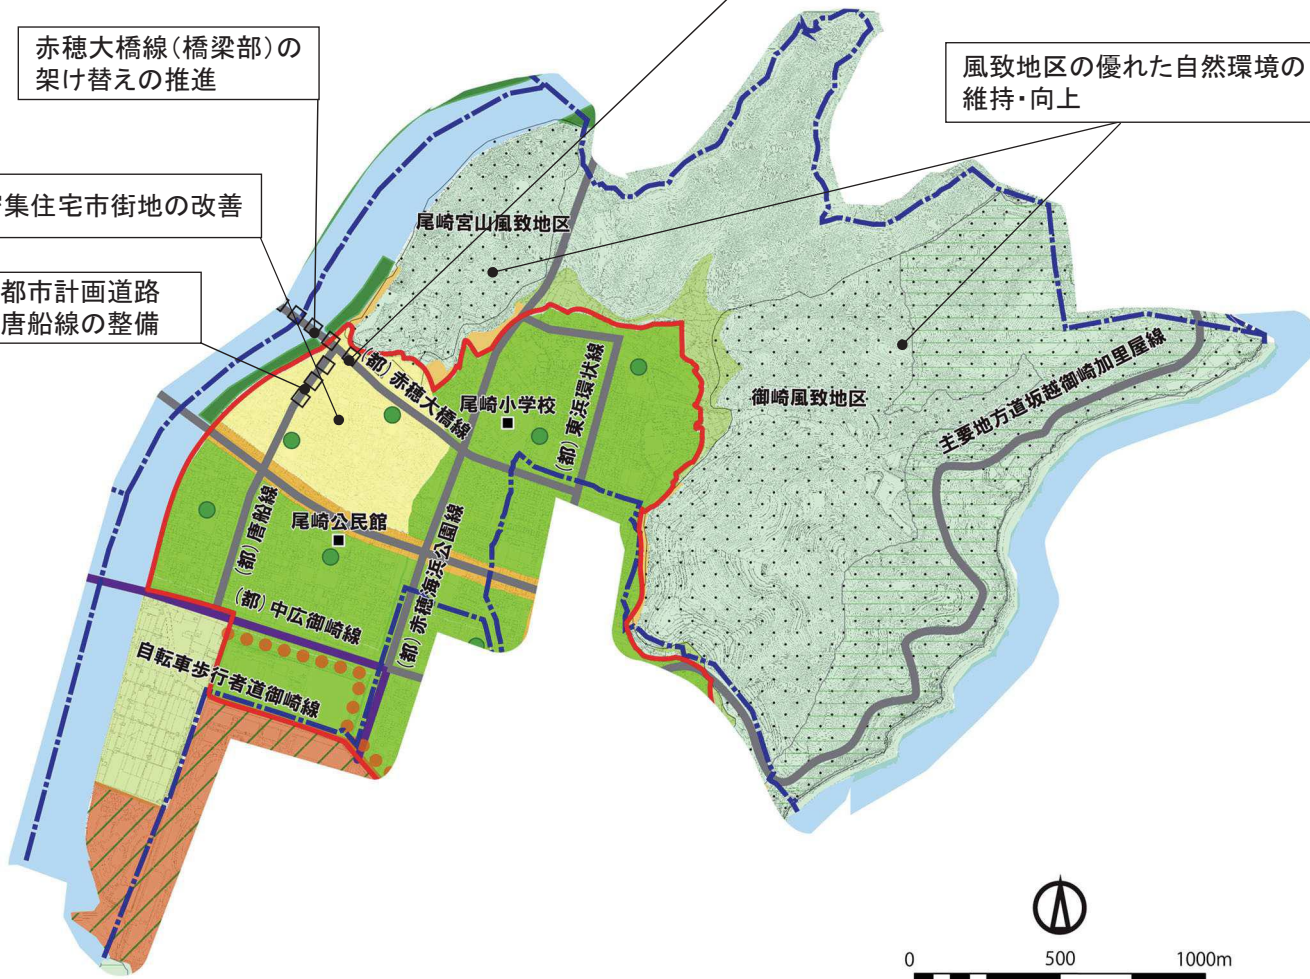 赤穂大橋線(橋梁部)の
架け替えの推進
風致地区の優れた自然環境の
維持・向上
集住宅市街地の改善
都市計画道路
唐船線の整備
尾崎宮山風致地区
(都)赤穂大橋線
尾崎小学校
(都)東浜環状線
御崎風致地区
主要地方道坂越御崎加里屋線
(都)唐船線
尾崎公民館
(都)赤穂海浜公園線
(都)中広御崎線
自転車歩行者道御崎線
0 500 1000m